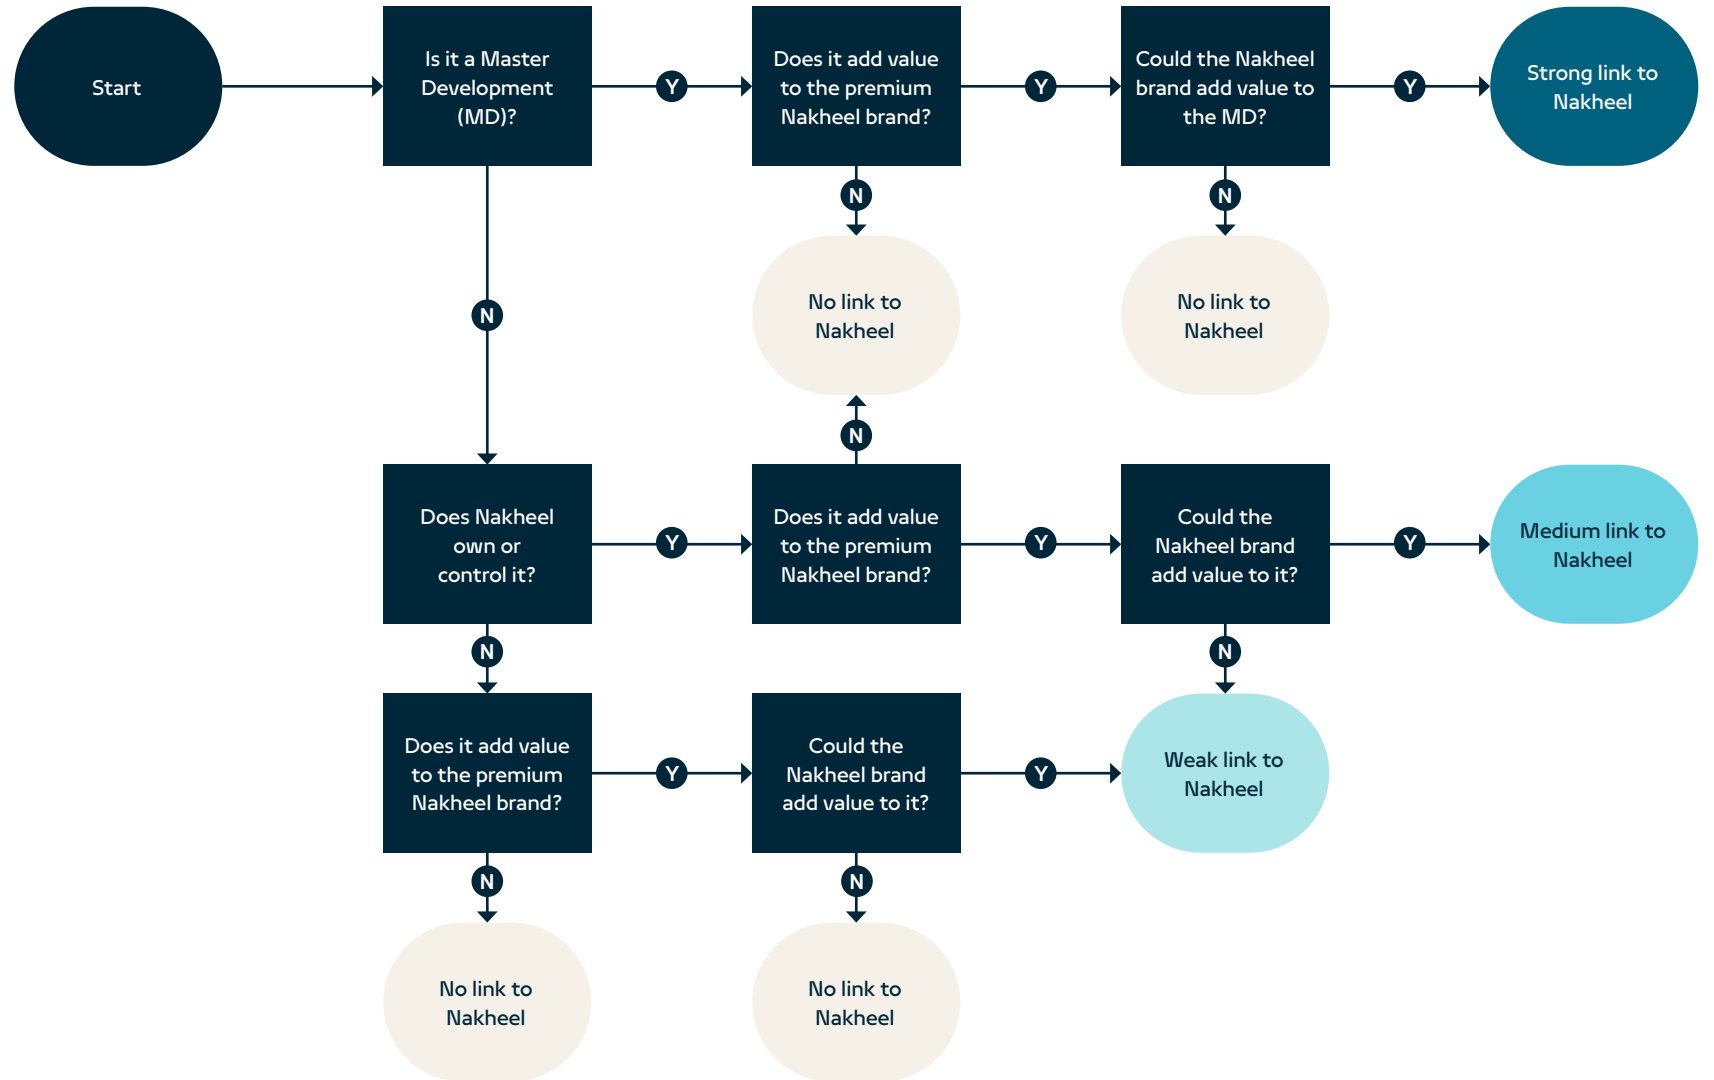 Start
Is it a Master
Development
(MD)?
Y
Does it add value
to the premium
Nakheel brand?
Y
Could the Nakheel
brand add value to
the MD?
Y
Strong link to
Nakheel
N
N
N
No link to
Nakheel
No link to
Nakheel
N
Does Nakheel
own or
control it?
Y
Does it add value
to the premium
Nakheel brand?
Y
Could the
Nakheel brand
add value to it?
Y
Medium link to
Nakheel
N
N
Does it add value
to the premium
Nakheel brand?
Y
Could the
Nakheel brand
add value to it?
Y
Weak link to
Nakheel
N
N
No link to
Nakheel
No link to
Nakheel